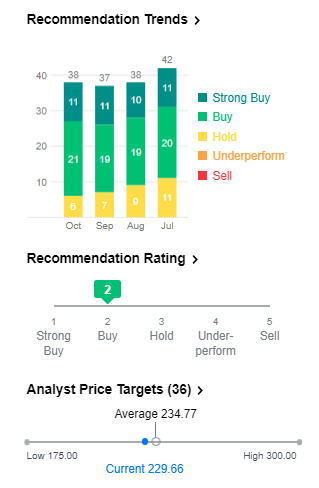 Recommendation Trends >
42
38 37 38
40
11 11 10 11
Strong Buy
30
Buy
21 19 19 20
Hold
20
Underperform
10
Sell
6 7 9 11
Oct Sep Aug Jul
Recommendation Rating >
2
1 2 3 4 5
Strong Buy Hold Under- Sell
Buy perform
Analyst Price Targets (36) >
Average 234.77
Low 175.00 High 300.00
Current 229.66